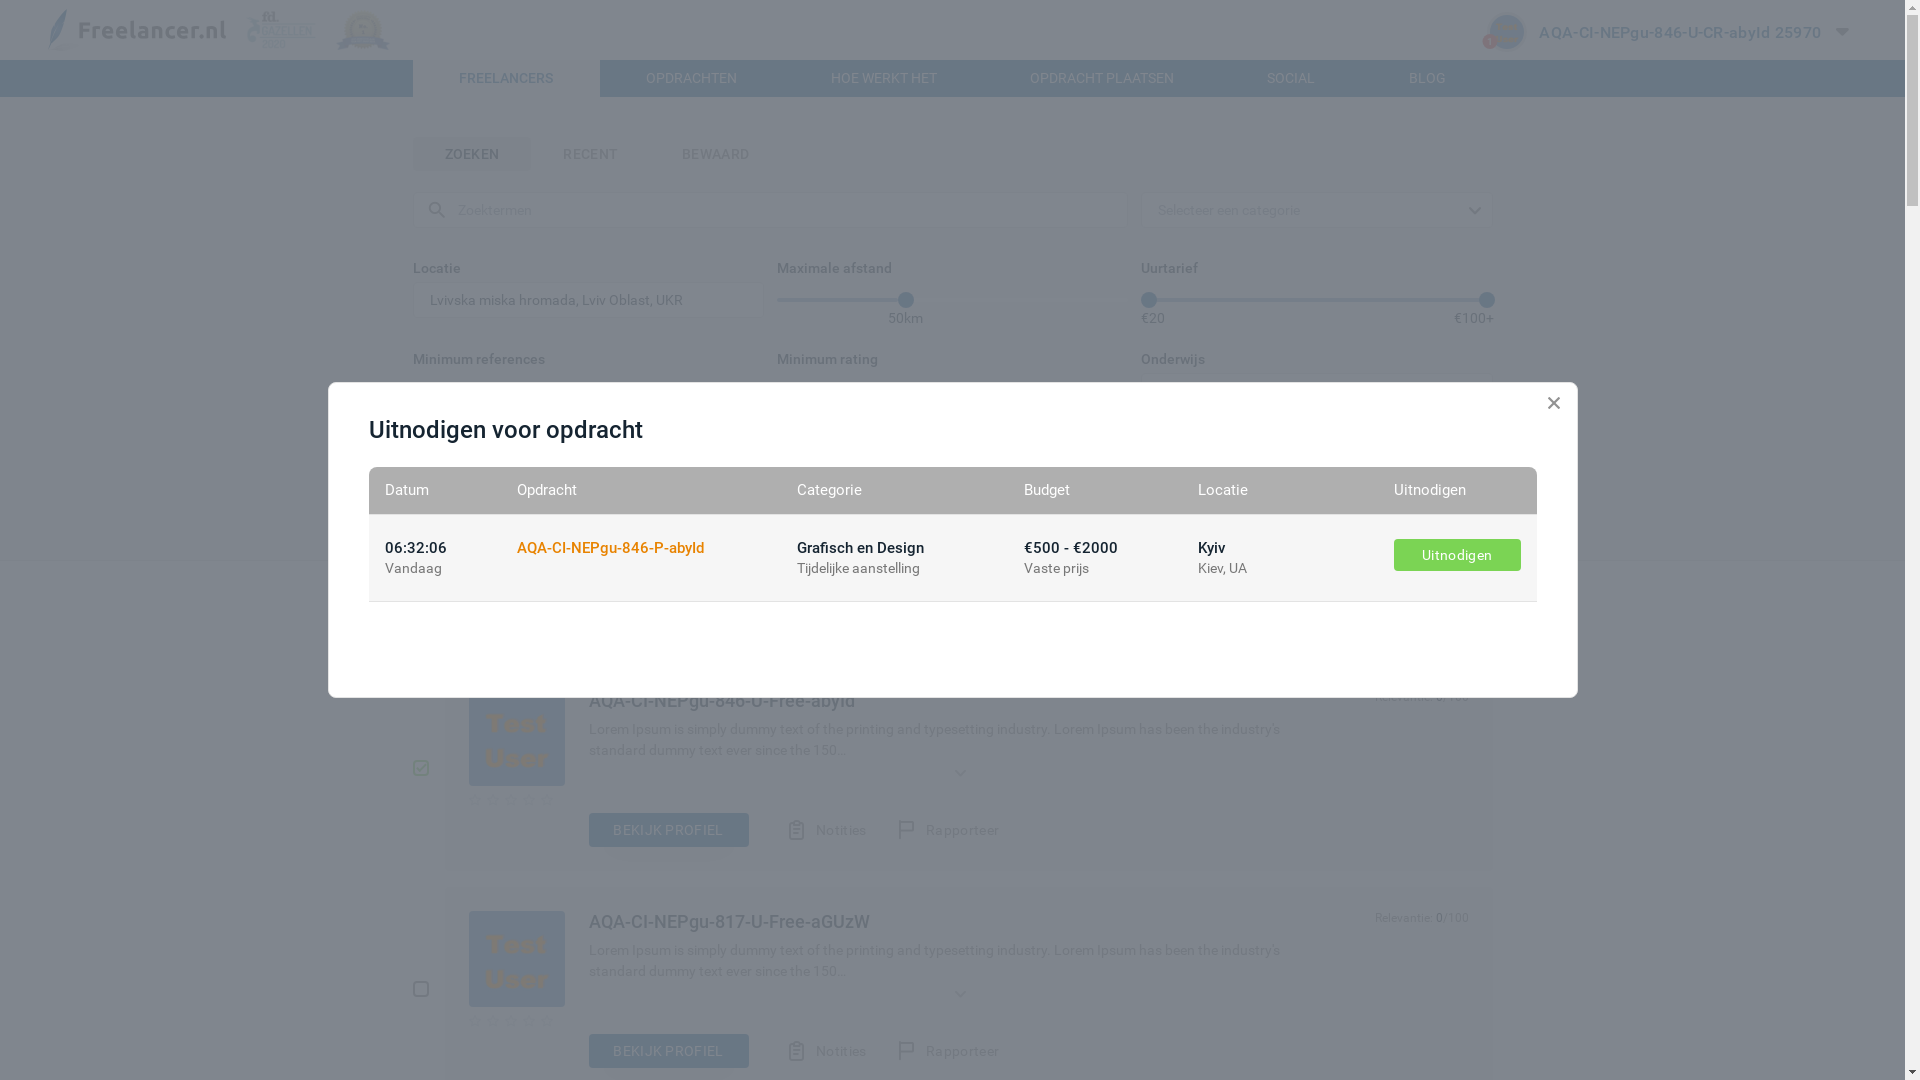 Freelancer.nl
fd.
1
AQA-CI-NEPgu-846-U-CR-abyId 25970
FREELANCERS OPDRACHTEN HOE WERKT HET OPDRACHT PLAATSEN SOCIAL BLOG
ZOEKEN RECENT BEWAARD
Zoektermen Selecteer een categorie
Locatie Maximale afstand Uurtarief
Lvivska miska hromada, Lviv Oblast, UKR
50km €20 €100+
Minimum references Minimum rating Onderwijs
Uitnodigen voor opdracht
Datum Opdracht Categorie Budget Locatie Uitnodigen
06:32:06 AQA-CI-NEPgu-846-P-abyId Grafisch en Design €500 - €2000 Kyiv Uitnodigen
Vandaag Tijdelijke aanstelling Vaste prijs Kiev, UA
AQA-CI-NEPgu-846-U-Free-abyId
Test User
Lorem Ipsum is simply dummy text of the printing and typesetting industry. Lorem Ipsum has been the industry's
standard dummy text ever since the 150...
BEKIJK PROFIEL Notities Rapporteer
AQA-CI-NEPgu-817-U-Free-aGUzW Relevantie: 0/100
Test User
Lorem Ipsum is simply dummy text of the printing and typesetting industry. Lorem Ipsum has been the industry's
standard dummy text ever since the 150...
BEKIJK PROFIEL Notities Rapporteer